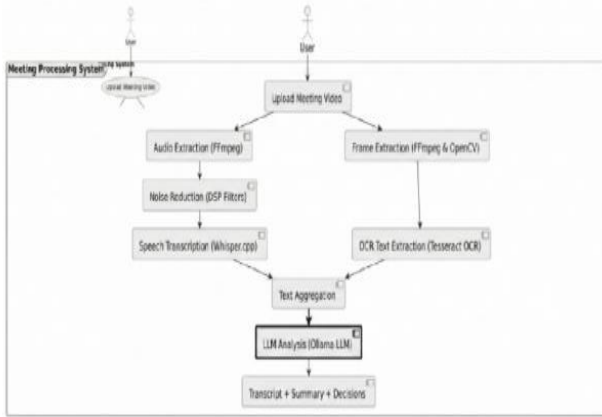 User
User
Meeting Processing System
Upload Meeting Video
Upload Meeting Video
Audio Extraction (FFmpeg)
Frame Extraction (FFmpeg & OpenCV)
Noise Reduction (DSP Filters)
Speech Transcription (Whisper.cpp)
OCR Text Extraction (Tesseract OCR)
Text Aggregation
LLM Analysis (Ollama LLM)
Transcript + Summary + Decisions